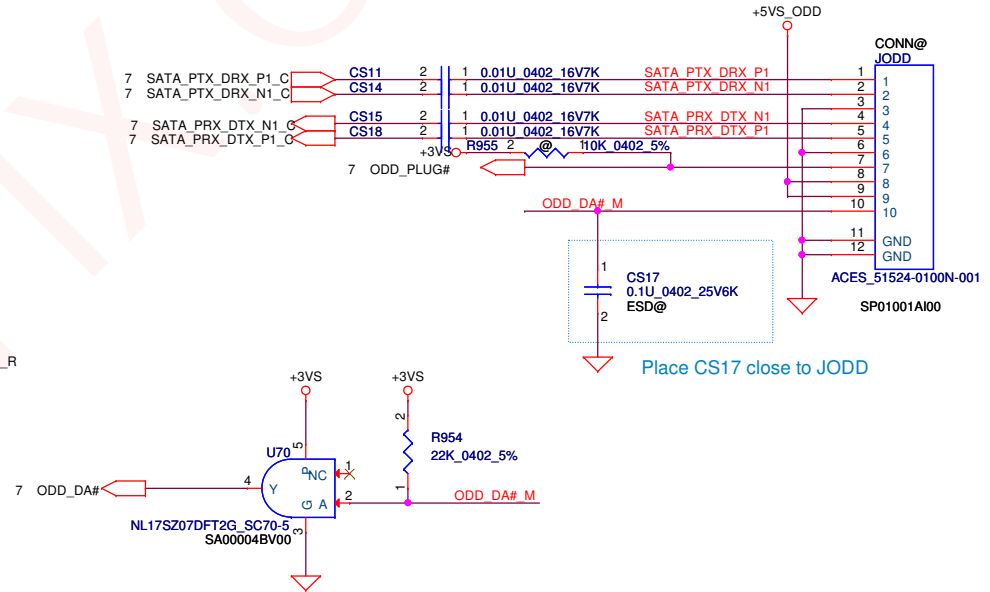 +5VS_ODD
CONN@
JODD
7 SATA_PTX_DRX_P1_C CS11 2 1 0.01U_0402_16V7K SATA_PTX_DRX_P1 1 1
7 SATA_PTX_DRX_N1_C CS14 2 1 0.01U_0402_16V7K SATA_PTX_DRX_N1 2 2
3 3
7 SATA_PRX_DTX_N1_C CS15 2 1 0.01U_0402_16V7K SATA_PRX_DTX_N1 4 4
7 SATA_PRX_DTX_P1_C CS18 2 1 0.01U_0402_16V7K SATA_PRX_DTX_P1 5 5
+3VS R955 2 @ 1 10K_0402_5% 6 6
7 ODD_PLUG# 7 7
8 8
9 9
ODD_DA#_M 10 10
11 GND
12 GND
1
CS17
0.1U_0402_25V6K
ESD@
2
ACES_51524-0100N-001
SP01001AI00
Place CS17 close to JODD
_R
+3VS +3VS
2
R954
22K_0402_5%
1
U70 5
P NC 1
7 ODD_DA# 4 Y
G A 2 ODD_DA#_M
3
NL17SZ07DFT2G_SC70-5
SA00004BV00